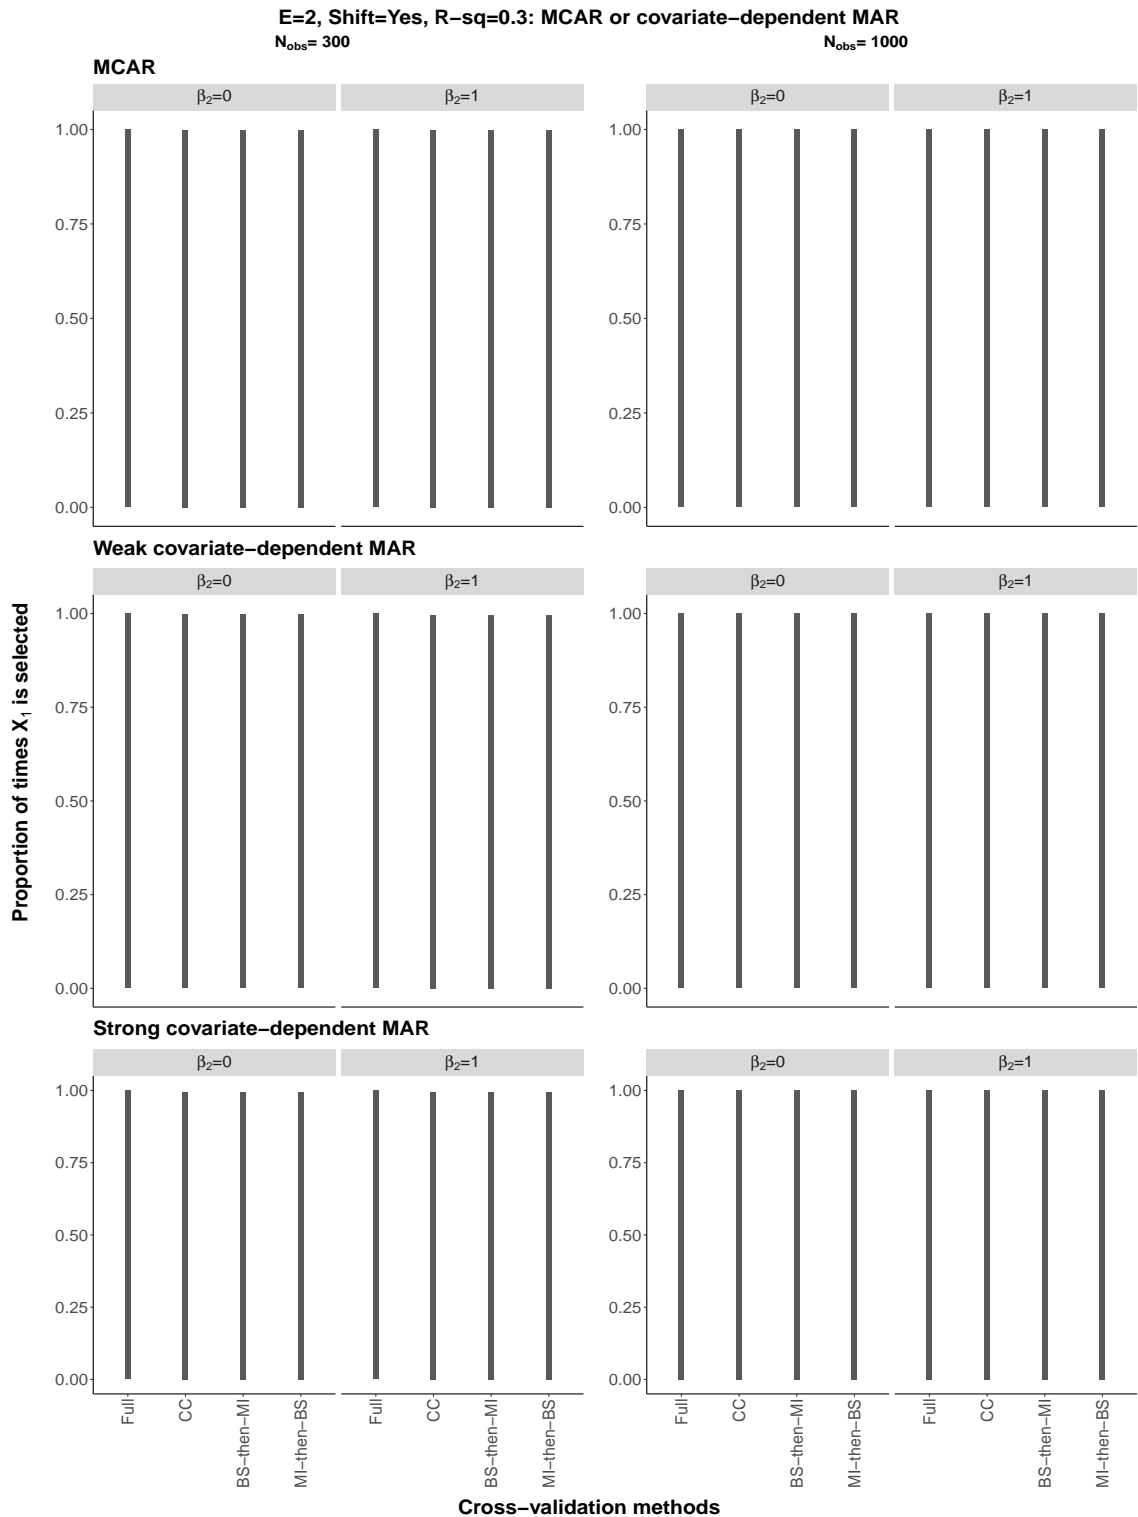 E=2, Shift=Yes, R−sq=0.3: MCAR or covariate−dependent MAR
Nobs= 300
Nobs= 1000
MCAR
β2=0
β2=1
β2=0
β2=1
1.00
0.75
0.50
0.25
0.00
1.00
0.75
0.50
0.25
0.00
Weak covariate−dependent MAR
β2=0
β2=1
β2=0
β2=1
1.00
0.75
0.50
0.25
0.00
1.00
0.75
0.50
0.25
0.00
Proportion of times X1 is selected
Strong covariate−dependent MAR
β2=0
β2=1
β2=0
β2=1
1.00
0.75
0.50
0.25
0.00
1.00
0.75
0.50
0.25
0.00
Full
CC
BS−then−MI
MI−then−BS
Full
CC
BS−then−MI
MI−then−BS
Full
CC
BS−then−MI
MI−then−BS
Full
CC
BS−then−MI
MI−then−BS
Cross−validation methods